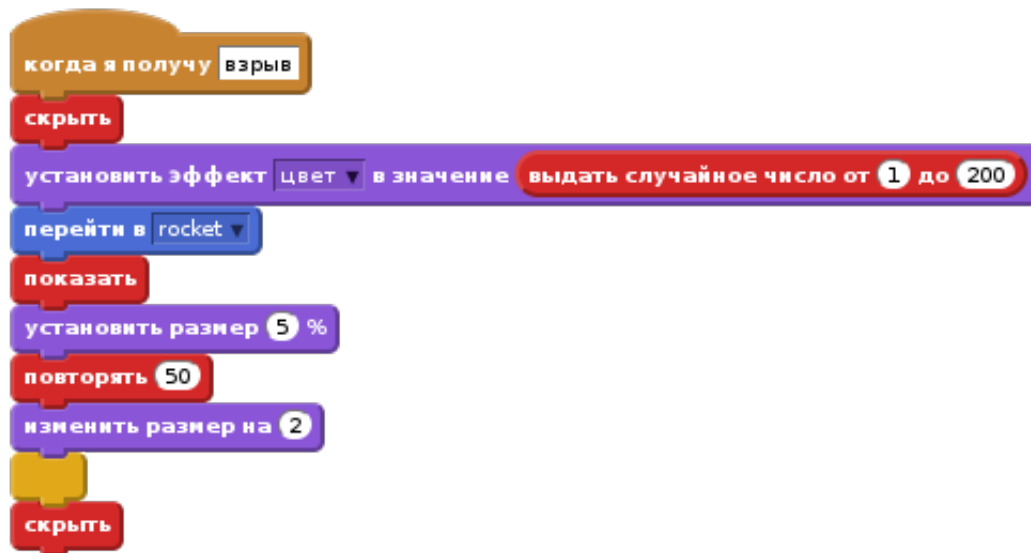 когда я получу взрыв
скрыть
установить эффект цвет в значение выдать случайное число от 1 до 200
перейти в rocket
показать
установить размер 5 %
повторять 50
изменить размер на 2
скрыть